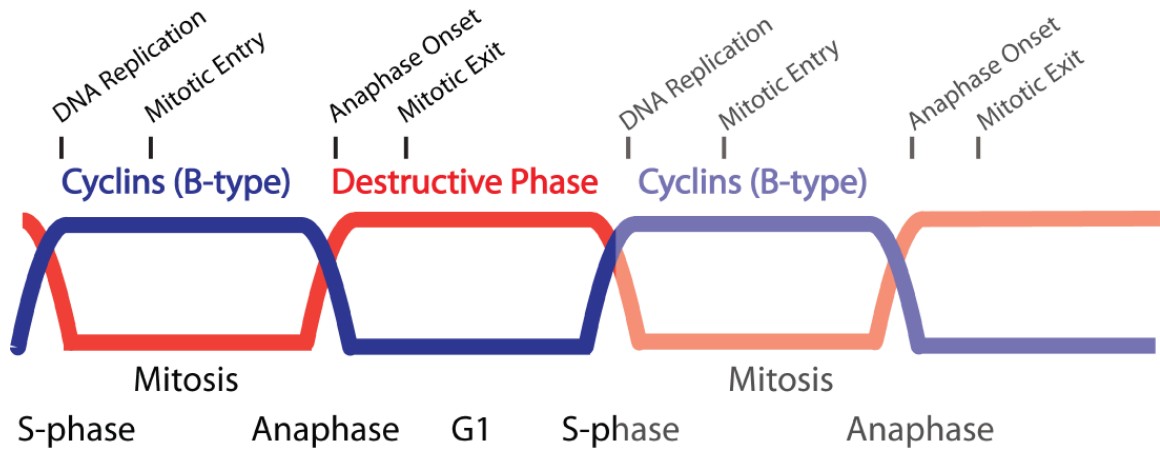 DNA Replication
Mitotic Entry
Anaphase Onset
Mitotic Exit
DNA Replication
Mitotic Entry
Anaphase Onset
Mitotic Exit
Cyclins (B-type) Destructive Phase Cyclins (B-type)
Mitosis Mitosis
S-phase Anaphase G1 S-phase Anaphase